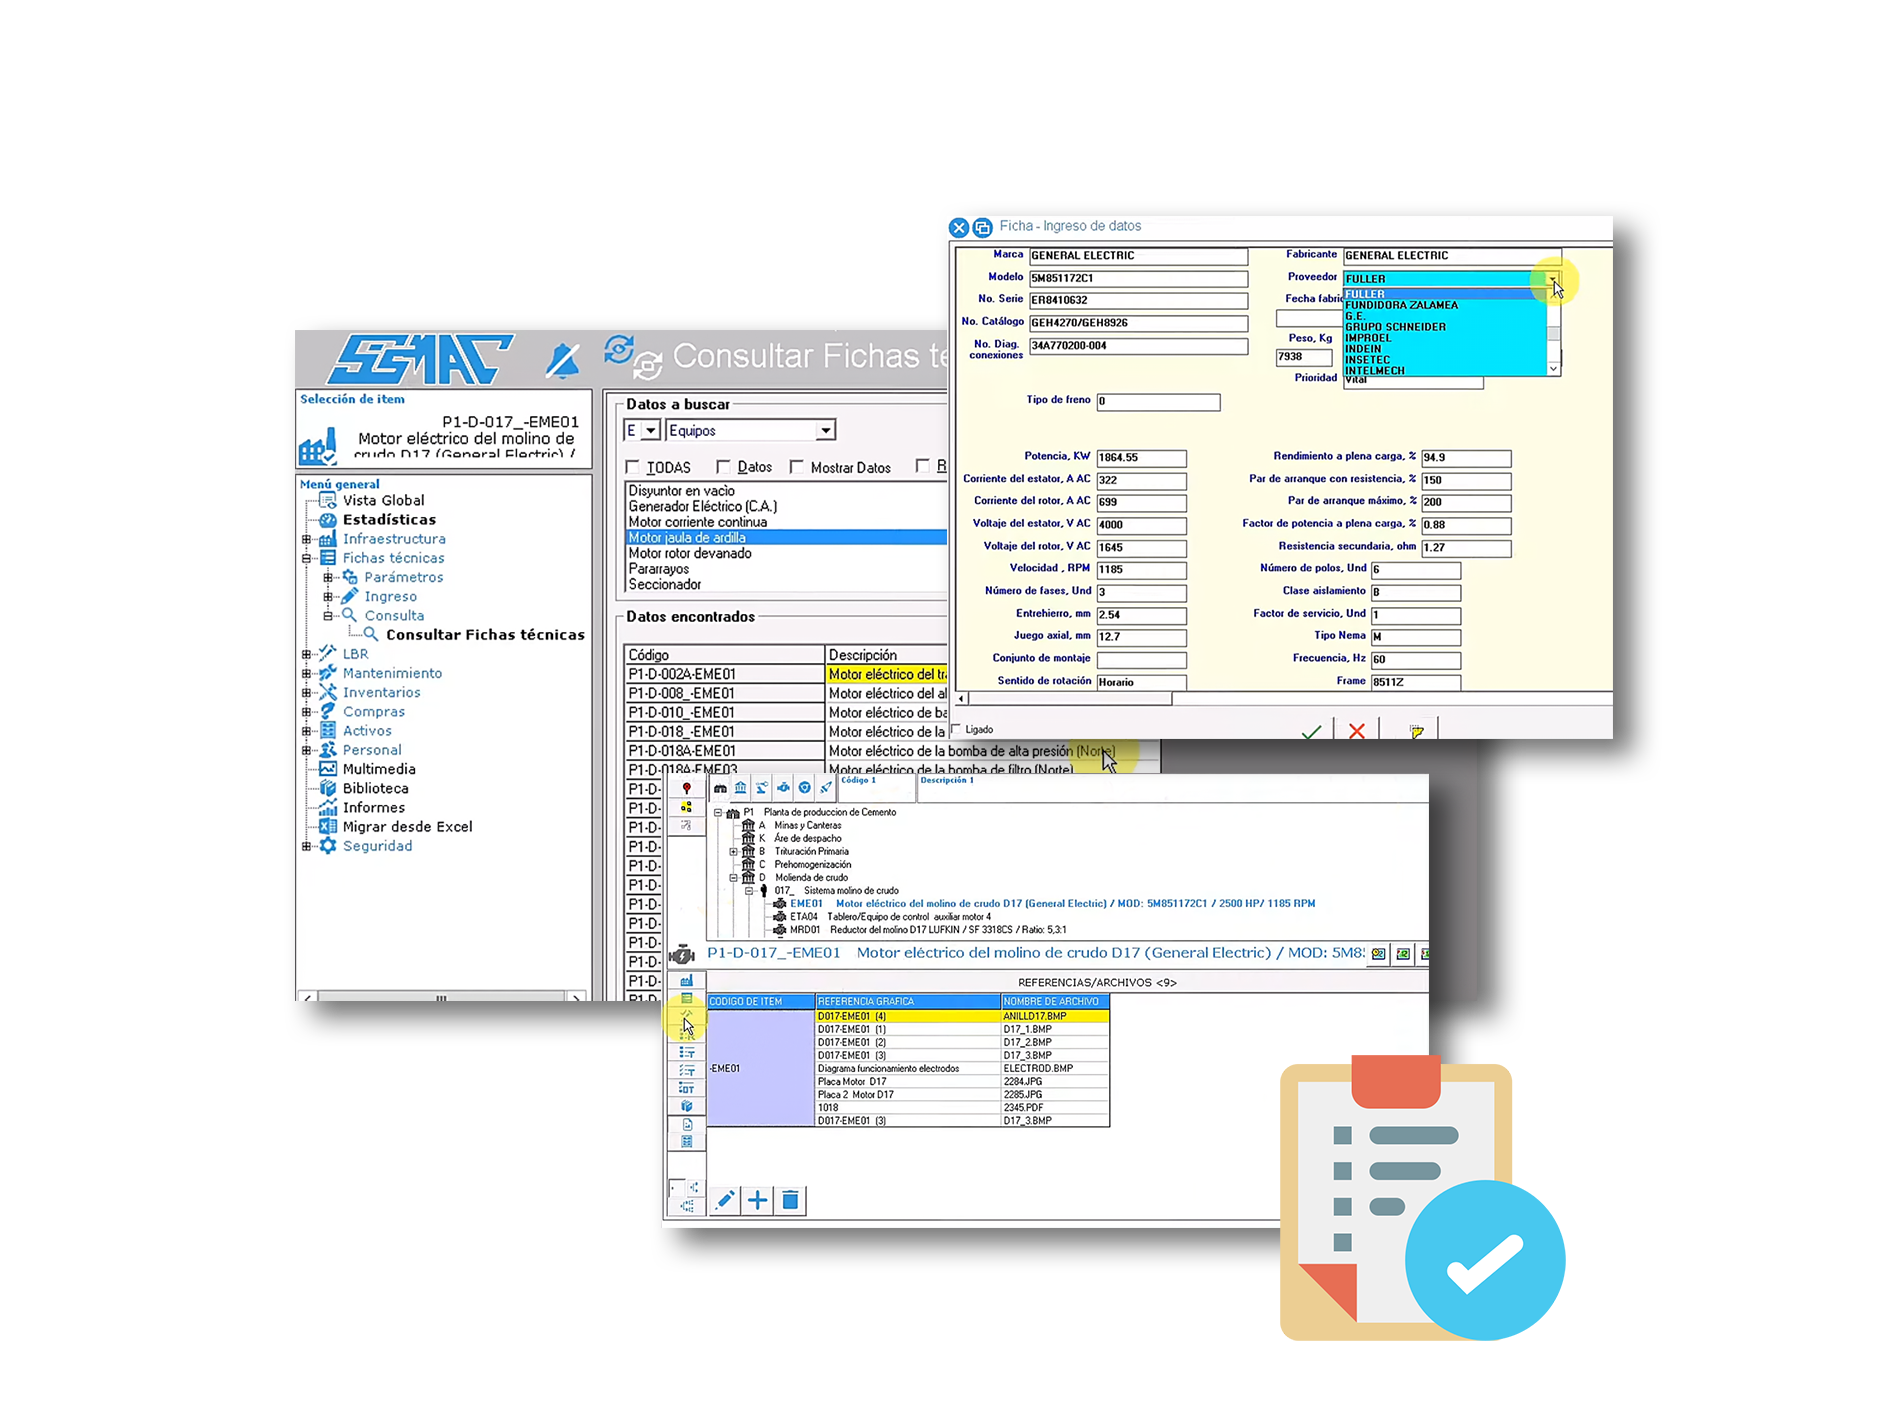 SGMAC
Consultar Fichas té
Selección de item
P1-D-017_-EME01
Motor eléctrico del molino de
crudo D17 (General Electric) /
Menú general
Vista Global
Estadísticas
Infraestructura
Fichas técnicas
Parámetros
Ingreso
Consulta
Consultar Fichas técnicas
LBR
Mantenimiento
Inventarios
Compras
Activos
Personal
Multimedia
Biblioteca
Informes
Migrar desde Excel
Seguridad
Datos a buscar
E Equipos
TODAS Datos Mostrar Datos R
Disyuntor en vacìo
Generador Eléctrico (C.A.)
Motor corriente continua
Motor jaula de ardilla
Motor rotor devanado
Pararrayos
Seccionador
Datos encontrados
Código Descripción
P1-D-002A-EME01 Motor eléctrico del tr
P1-D-008_-EME01 Motor eléctrico del al
P1-D-010_-EME01 Motor eléctrico de ba
P1-D-018_-EME01 Motor eléctrico de la
P1-D-018A-EME01 Motor eléctrico de la bomba de alta presión (Norte)
P1-D-018A-EME03 Motor eléctrico de la bomba de filtro (Norte)
P1-D-
P1-D-
P1-D-
P1-D-
P1-D-
P1-D-
P1-D-
P1-D-
P1-D-
P1-D-
P1-D-
P1-D-
Ficha - Ingreso de datos
Marca GENERAL ELECTRIC Fabricante GENERAL ELECTRIC
Modelo 5M851172C1 Proveedor FULLER
No. Serie ER8410632 Fecha fabric
FULLER
FUNDIDORA ZALAMEA
G.E.
GRUPO SCHNEIDER
IMPROEL
INDEIN
INSETEC
INTELMECH
No. Catálogo GEH4270/GEH8926
No. Diag. conexiones 34A770200-004
Peso, Kg
7938
Prioridad Vital
Tipo de freno 0
Potencia, KW 1864.55 Rendimiento a plena carga, % 94.9
Corriente del estator, A AC 322 Par de arranque con resistencia, % 150
Corriente del rotor, A AC 699 Par de arranque máximo, % 200
Voltaje del estator, V AC 4000 Factor de potencia a plena carga, % 0.88
Voltaje del rotor, V AC 1645 Resistencia secundaria, ohm 1.27
Velocidad , RPM 1185 Número de polos, Und 6
Número de fases, Und 3 Clase aislamiento B
Entrehierro, mm 2.54 Factor de servicio, Und 1
Juego axial, mm 12.7 Tipo Nema M
Conjunto de montaje Frecuencia, Hz 60
Sentido de rotación Horario Frame 8511Z
Ligado
Código 1 Descripción 1
P1 Planta de produccion de Cemento
A Minas y Canteras
K Áre de despacho
B Trituración Primaria
C Prehomogenización
D Molienda de crudo
017_ Sistema molino de crudo
EME01 Motor eléctrico del molino de crudo D17 (General Electric) / MOD: 5M851172C1 / 2500 HP/ 1185 RPM
ETA04 Tablero/Equipo de control auxiliar motor 4
MRD01 Reductor del molino D17 LUFKIN / SF 3318CS / Ratio: 5,3:1
P1-D-017_-EME01 Motor eléctrico del molino de crudo D17 (General Electric) / MOD: 5M85
REFERENCIAS/ARCHIVOS <9>
CODIGO DE ITEM REFERENCIA GRAFICA NOMBRE DE ARCHIVO
-EME01
D017-EME01 (4) ANILLD17.BMP
D017-EME01 (1) D17_1.BMP
D017-EME01 (2) D17_2.BMP
D017-EME01 (3) D17_3.BMP
Diagrama funcionamiento electrodos ELECTROD.BMP
Placa Motor D17 2284.JPG
Placa 2 Motor D17 2285.JPG
1018 2345.PDF
D017-EME01 (3) D17_3.BMP